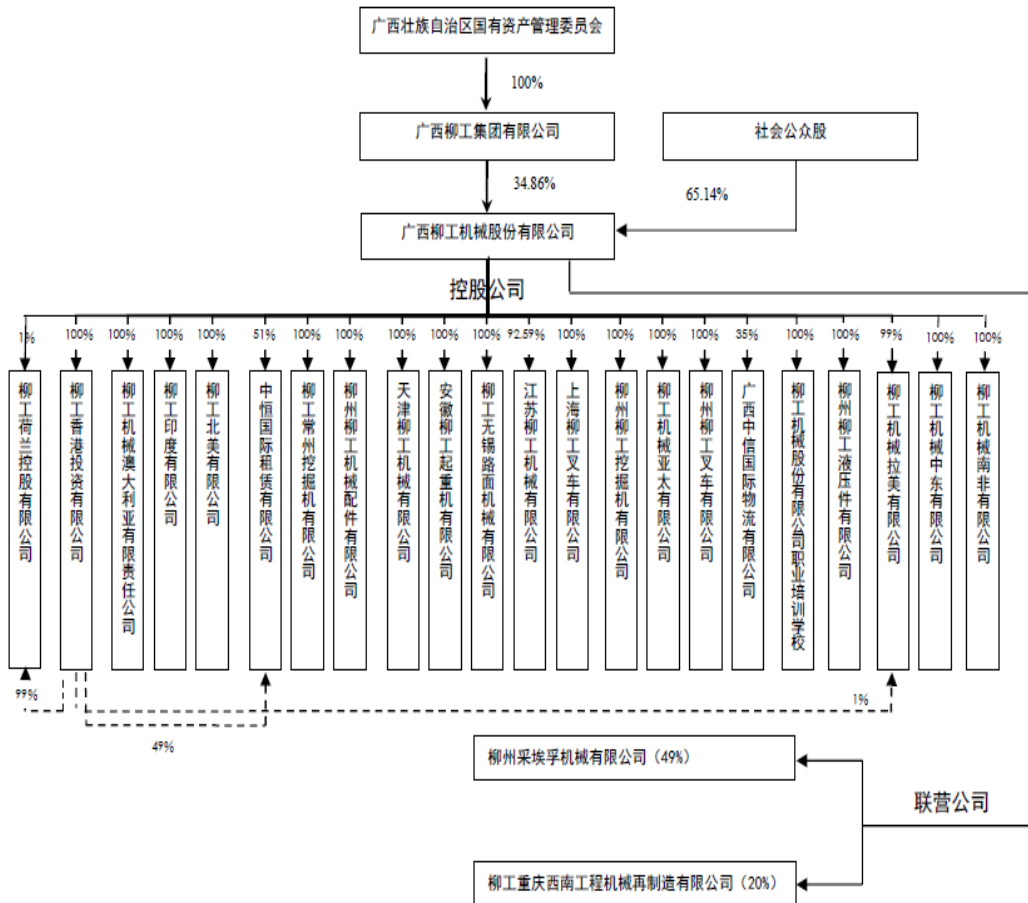 广西壮族自治区国有资产管理委员会
100%
广西柳工集团有限公司
社会公众股
34.86%
65.14%
广西柳工机械股份有限公司
控股公司
1%
100%
100%
100%
100%
51%
100%
100%
100%
100%
100%
92.59%
100%
100%
100%
100%
35%
100%
100%
99%
100%
100%
柳工荷兰控股有限公司
柳工香港投资有限公司
柳工机械澳大利亚有限责任公司
柳工印度有限公司
柳工北美有限公司
中恒国际租赁有限公司
柳工常州挖掘机有限公司
柳州柳工机械配件有限公司
天津柳工机械有限公司
安徽柳工起重机有限公司
柳工无锡路面机械有限公司
江苏柳工机械有限公司
上海柳工叉车有限公司
柳州柳工挖掘机有限公司
柳工机械亚太有限公司
柳州柳工叉车有限公司
广西中信国际物流有限公司
柳工机械股份有限公司职业培训学校
柳州柳工液压件有限公司
柳工机械拉美有限公司
柳工机械中东有限公司
柳工机械南非有限公司
99%
1%
49%
柳州采埃孚机械有限公司（49%）
联营公司
柳工重庆西南工程机械再制造有限公司（20%）